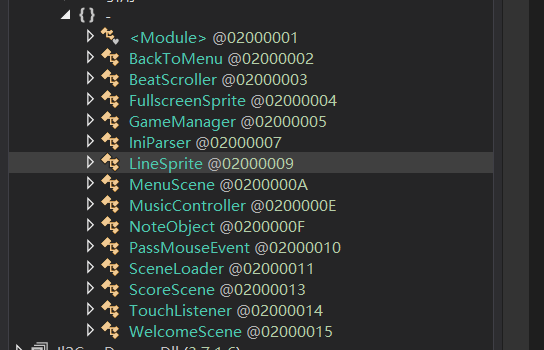 { } -
<Module> @02000001
BackToMenu @02000002
BeatScroller @02000003
FullscreenSprite @02000004
GameManager @02000005
IniParser @02000007
LineSprite @02000009
MenuScene @0200000A
MusicController @0200000E
NoteObject @0200000F
PassMouseEvent @02000010
SceneLoader @02000011
ScoreScene @02000013
TouchListener @02000014
WelcomeScene @02000015